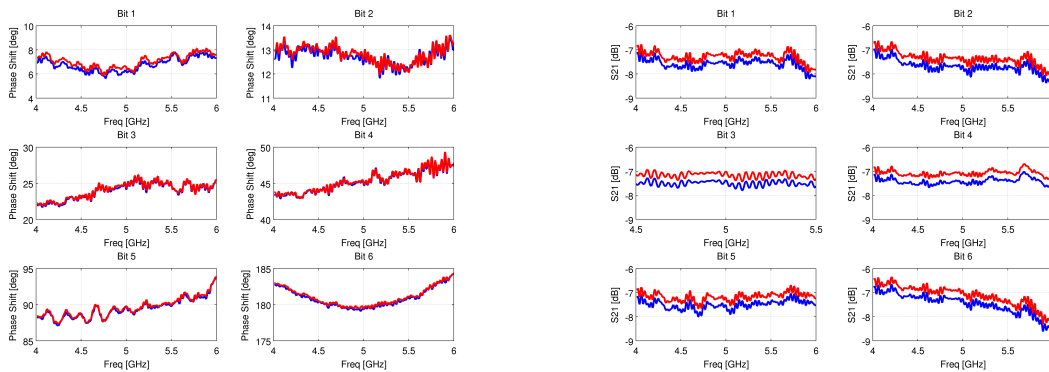 Bit 1
Phase Shift [deg]
10
8
6
4
4 4.5 5 5.5 6
Freq [GHz]
Bit 2
Phase Shift [deg]
14
13
12
11
4 4.5 5 5.5 6
Freq [GHz]
Bit 3
Phase Shift [deg]
30
25
20
4 4.5 5 5.5 6
Freq [GHz]
Bit 4
Phase Shift [deg]
50
45
40
4 4.5 5 5.5 6
Freq [GHz]
Bit 5
Phase Shift [deg]
95
90
85
4 4.5 5 5.5 6
Freq [GHz]
Bit 6
Phase Shift [deg]
185
180
175
4 4.5 5 5.5 6
Freq [GHz]
Bit 1
S21 [dB]
-6
-7
-8
-9
4 4.5 5 5.5 6
Freq [GHz]
Bit 2
S21 [dB]
-6
-7
-8
-9
4 4.5 5 5.5
Freq [GHz]
Bit 3
S21 [dB]
-6
-7
-8
-9
4.5 5 5.5
Freq [GHz]
Bit 4
S21 [dB]
-6
-7
-8
-9
4 4.5 5 5.5
Freq [GHz]
Bit 5
S21 [dB]
-6
-7
-8
-9
4 4.5 5 5.5 6
Freq [GHz]
Bit 6
S21 [dB]
-6
-7
-8
-9
4 4.5 5 5.5
Freq [GHz]